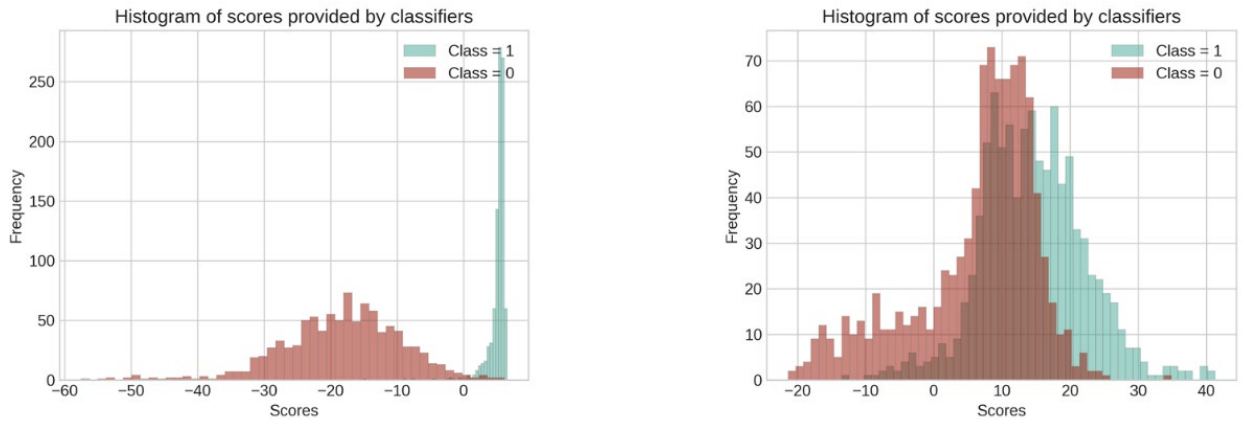 Histogram of scores provided by classifiers
Class = 1
Class = 0
250
200
150
100
50
0
Frequency
−60 −50 −40 −30 −20 −10 0
Scores
Histogram of scores provided by classifiers
Class = 1
Class = 0
70
60
50
40
30
20
10
0
Frequency
−20 −10 0 10 20 30 40
Scores